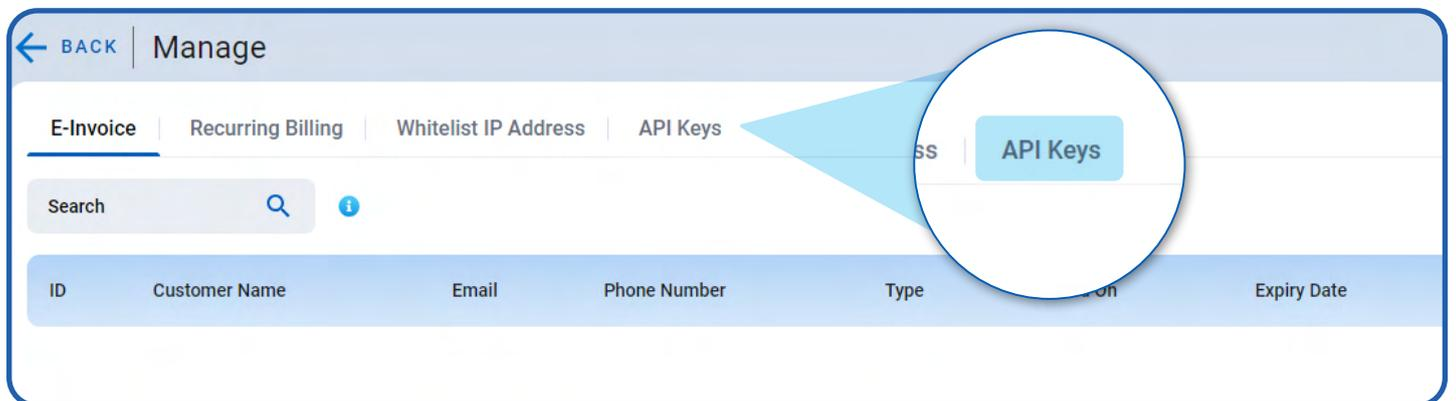 BACK Manage
E-Invoice Recurring Billing Whitelist IP Address API Keys
ss API Keys
Search
ID Customer Name Email Phone Number Type On Expiry Date